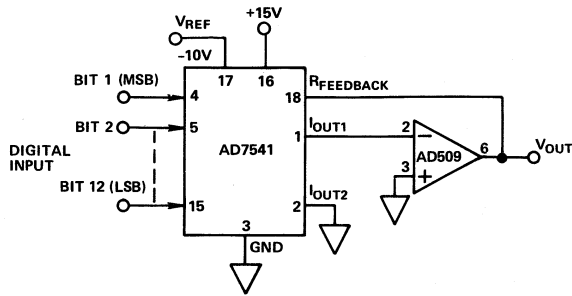 VREF
+15V
–10V
17
16
BIT 1 (MSB)
4
RFEEDBACK
18
BIT 2
5
IOUT1
1
2
–
AD509
6
VOUT
DIGITAL
INPUT
AD7541
3
+
BIT 12 (LSB)
15
IOUT2
2
3
GND